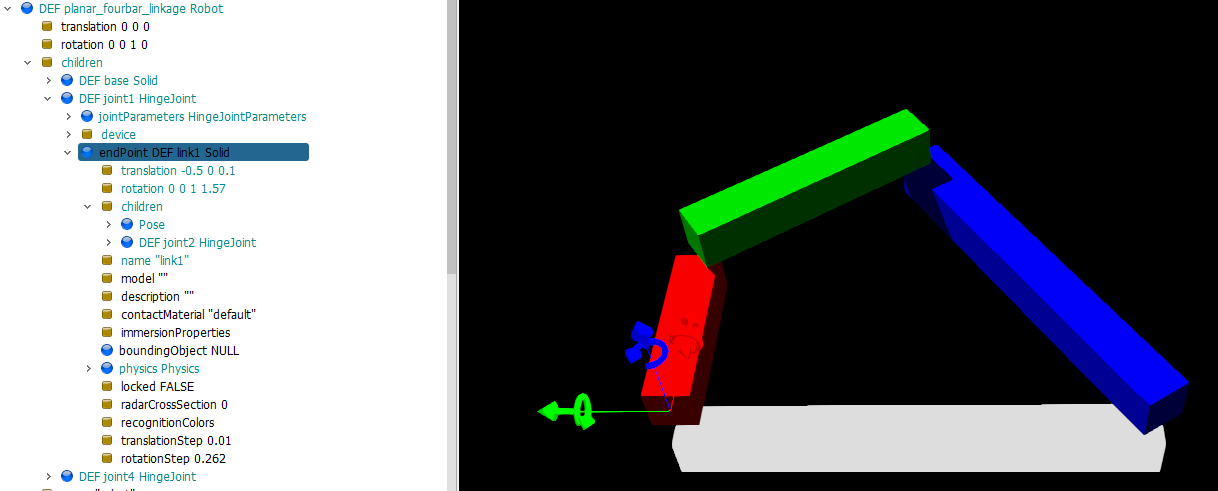 DEF planar_fourbar_linkage Robot
translation 0 0 0
rotation 0 0 1 0
children
DEF base Solid
DEF joint1 HingeJoint
jointParameters HingeJointParameters
device
endPoint DEF link1 Solid
translation -0.5 0 0.1
rotation 0 0 1 1.57
children
Pose
DEF joint2 HingeJoint
name "link1"
model ""
description ""
contactMaterial "default"
immersionProperties
boundingObject NULL
physics Physics
locked FALSE
radarCrossSection 0
recognitionColors
translationStep 0.01
rotationStep 0.262
DEF joint4 HingeJoint